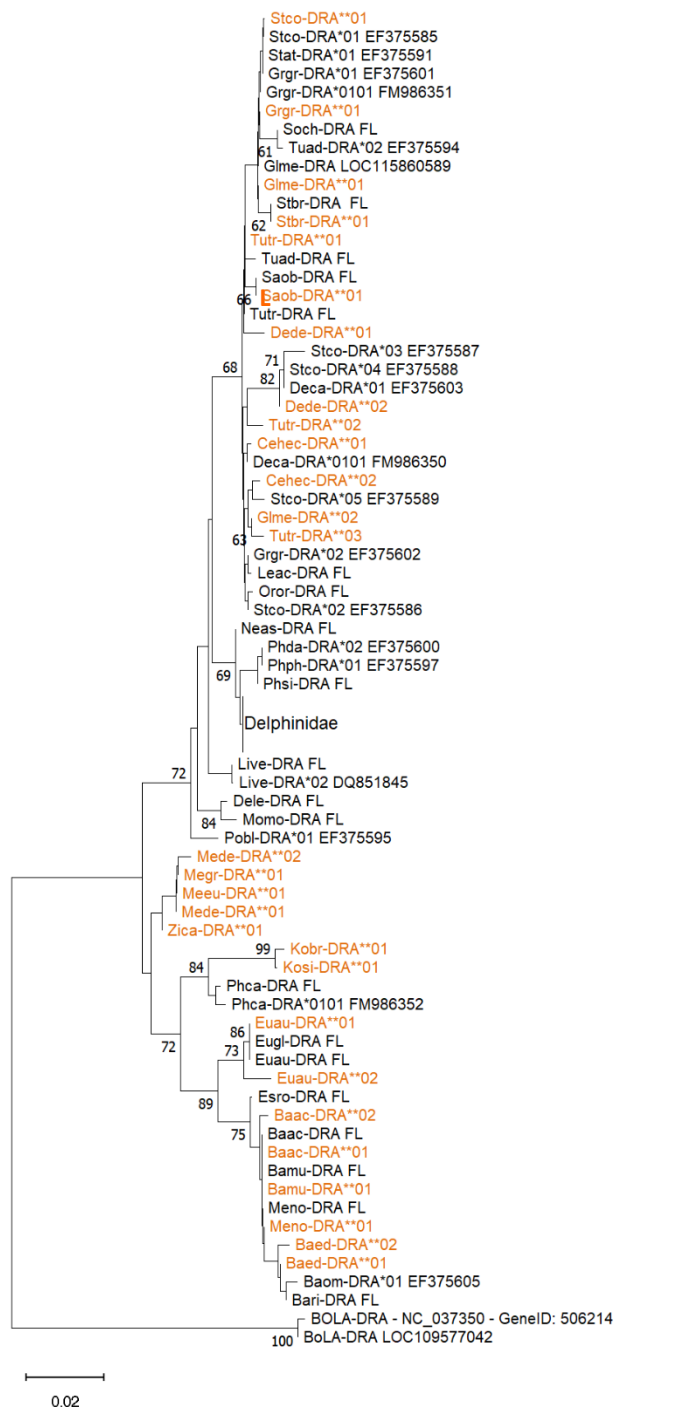 Stco-DRA**01
Stco-DRA*01 EF375585
Stat-DRA*01 EF375591
Grgr-DRA*01 EF375601
Grgr-DRA*0101 FM986351
Grgr-DRA**01
Soch-DRA FL
61
Tuad-DRA*02 EF375594
Glme-DRA LOC115860589
Glme-DRA**01
Stbr-DRA FL
62
Stbr-DRA**01
Tutr-DRA**01
Tuad-DRA FL
Saob-DRA FL
66
Saob-DRA**01
Tutr-DRA FL
Dede-DRA**01
Stco-DRA*03 EF375587
71
Stco-DRA*04 EF375588
68
82
Deca-DRA*01 EF375603
Dede-DRA**02
Tutr-DRA**02
Cehec-DRA**01
Deca-DRA*0101 FM986350
Cehec-DRA**02
Stco-DRA*05 EF375589
Glme-DRA**02
63
Tutr-DRA**03
Grgr-DRA*02 EF375602
Leac-DRA FL
Oror-DRA FL
Stco-DRA*02 EF375586
Neas-DRA FL
Phda-DRA*02 EF375600
Phph-DRA*01 EF375597
69
Phsi-DRA FL
Delphinidae
Live-DRA FL
72
Live-DRA*02 DQ851845
Dele-DRA FL
84
Momo-DRA FL
Pobl-DRA*01 EF375595
Mede-DRA**02
Megr-DRA**01
Meeu-DRA**01
Mede-DRA**01
Zica-DRA**01
99
Kobr-DRA**01
84
Kosi-DRA**01
Phca-DRA FL
Phca-DRA*0101 FM986352
Euau-DRA**01
86
Eugl-DRA FL
72
73
Euau-DRA FL
Euau-DRA**02
89
Esro-DRA FL
Baac-DRA**02
75
Baac-DRA FL
Baac-DRA**01
Bamu-DRA FL
Bamu-DRA**01
Meno-DRA FL
Meno-DRA**01
Baed-DRA**02
Baed-DRA**01
Baom-DRA*01 EF375605
Bari-DRA FL
BOLA-DRA - NC_037350 - GeneID: 506214
100
BoLA-DRA LOC109577042
0.02